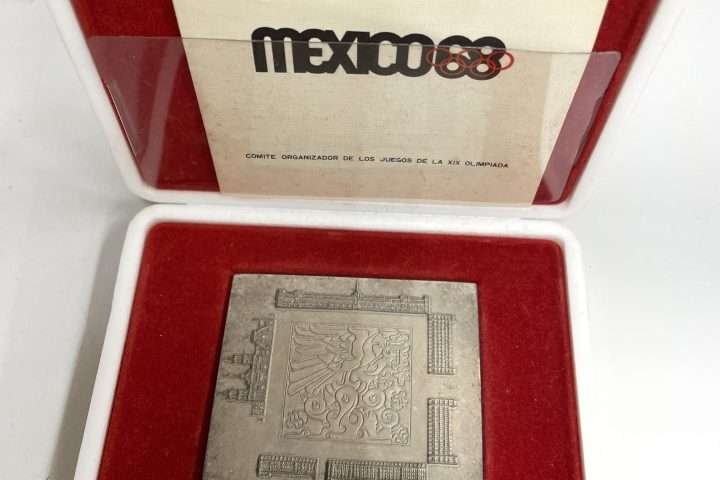 MEXICO68
COMITE ORGANIZADOR DE LOS JUEGOS DE LA XIX OLIMPIADA